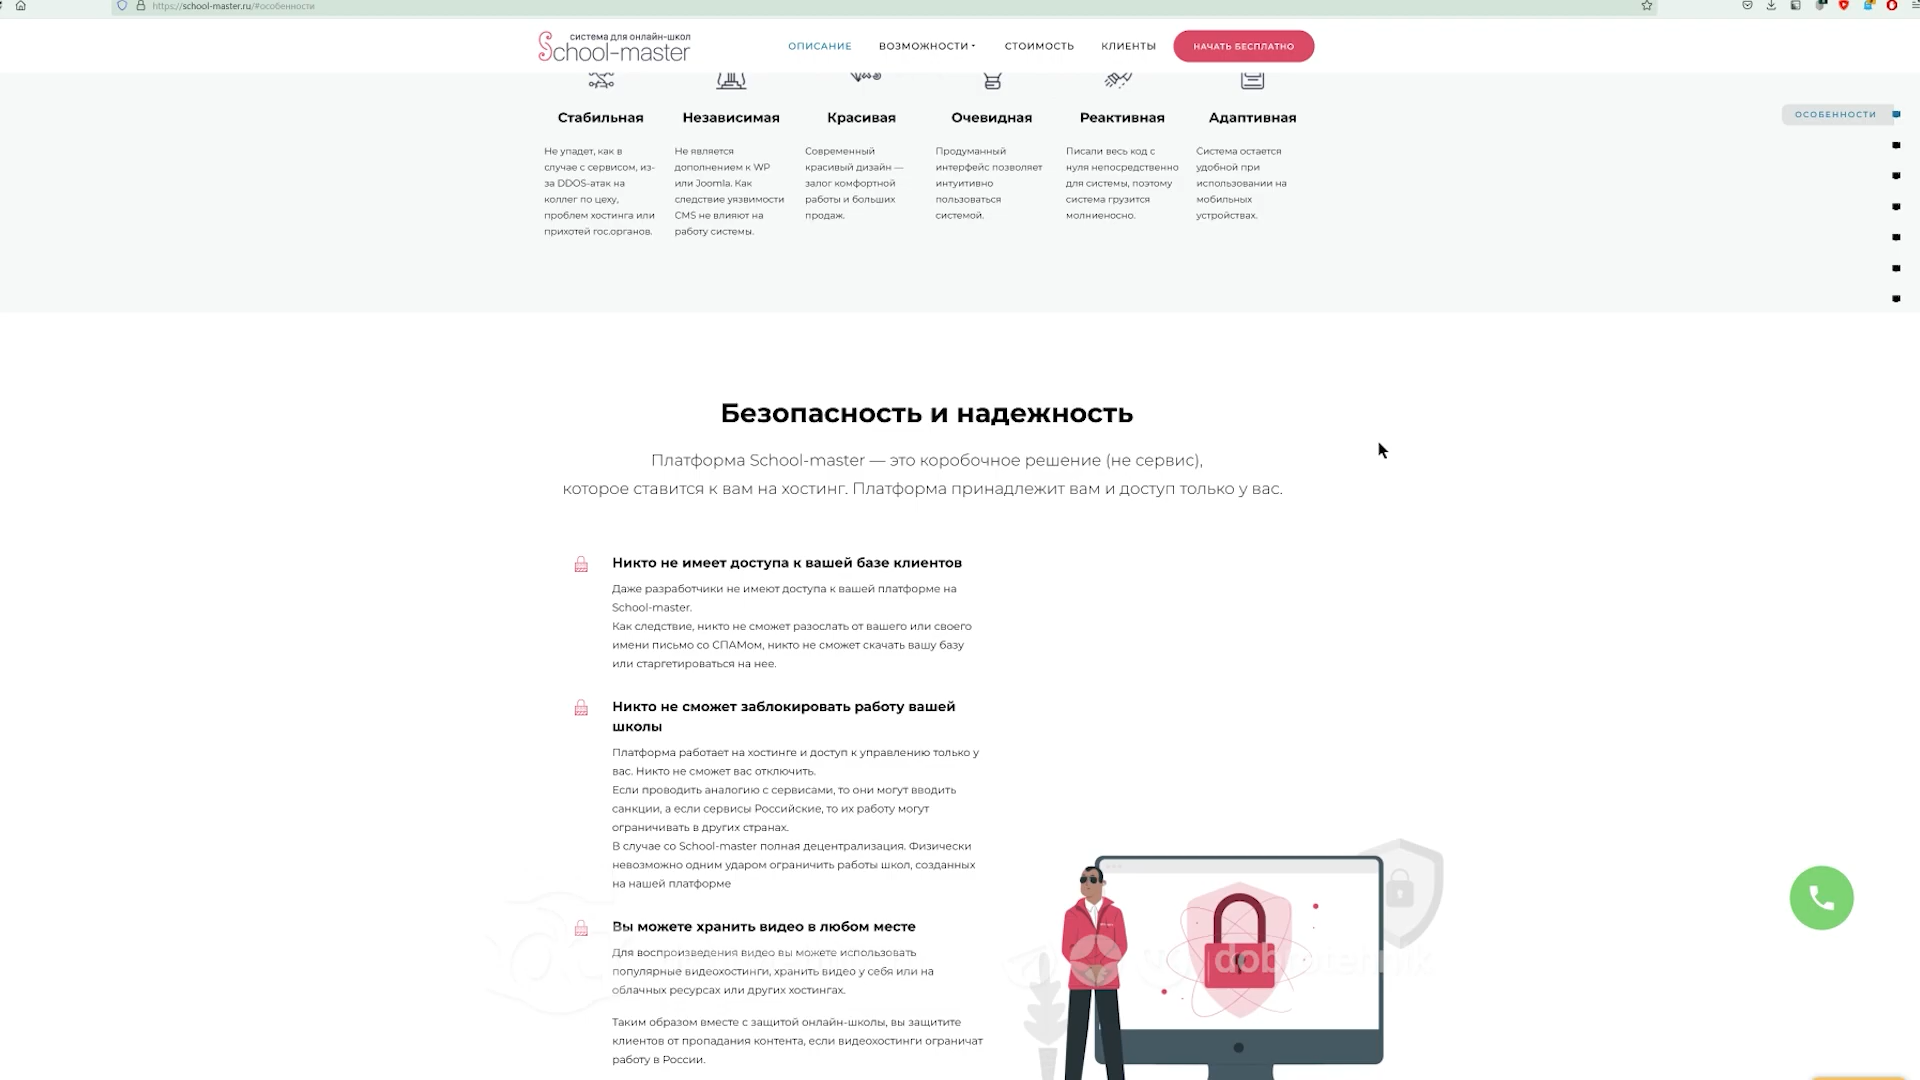 https://school-master.ru/#особенности
система для онлайн-школ
School-master
ОПИСАНИЕ
ВОЗМОЖНОСТИ
СТОИМОСТЬ
КЛИЕНТЫ
НАЧАТЬ БЕСПЛАТНО
ОСОБЕННОСТИ
Стабильная
Не упадет, как в
случае с сервисом, из-
за DDOS-атак на
коллег по цеху,
проблем хостинга или
прихотей гос.органов.
Независимая
Не является
дополнением к WP
или Joomla. Как
следствие уязвимости
CMS не влияют на
работу системы.
Красивая
Современный
красивый дизайн —
залог комфортной
работы и больших
продаж.
Очевидная
Продуманный
интерфейс позволяет
интуитивно
пользоваться
системой.
Реактивная
Писали весь код с
нуля непосредственно
для системы, поэтому
система грузится
молниеносно.
Адаптивная
Система остается
удобной при
использовании на
мобильных
устройствах.
Безопасность и надежность
Платформа School-master — это коробочное решение (не сервис),
которое ставится к вам на хостинг. Платформа принадлежит вам и доступ только у вас.
Никто не имеет доступа к вашей базе клиентов
Даже разработчики не имеют доступа к вашей платформе на
School-master.
Как следствие, никто не сможет разослать от вашего или своего
имени письмо со СПАМом, никто не сможет скачать вашу базу
или старгетироваться на нее.
Никто не сможет заблокировать работу вашей
школы
Платформа работает на хостинге и доступ к управлению только у
вас. Никто не сможет вас отключить.
Если проводить аналогию с сервисами, то они могут вводить
санкции, а если сервисы Российские, то их работу могут
ограничивать в других странах.
В случае со School-master полная децентрализация. Физически
невозможно одним ударом ограничить работы школ, созданных
на нашей платформе
Вы можете хранить видео в любом месте
Для воспроизведения видео вы можете использовать
популярные видеохостинги, хранить видео у себя или на
облачных ресурсах или других хостингах.
Таким образом вместе с защитой онлайн-школы, вы защитите
клиентов от пропадания контента, если видеохостинги ограничат
работу в России.